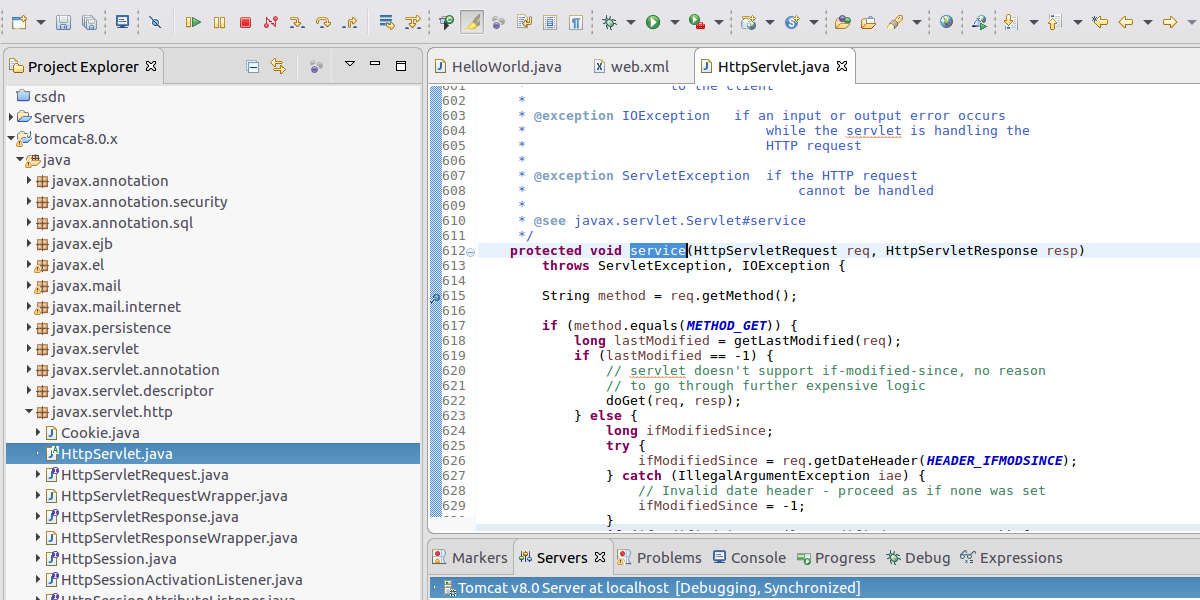 Project Explorer
csdn
Servers
tomcat-8.0.x
java
javax.annotation
javax.annotation.security
javax.annotation.sql
javax.ejb
javax.el
javax.mail
javax.mail.internet
javax.persistence
javax.servlet
javax.servlet.annotation
javax.servlet.descriptor
javax.servlet.http
Cookie.java
HttpServlet.java
HttpServletRequest.java
HttpServletRequestWrapper.java
HttpServletResponse.java
HttpServletResponseWrapper.java
HttpSession.java
HttpSessionActivationListener.java
HttpSessionAttributeListener.java
HelloWorld.java web.xml HttpServlet.java
601 to the client
602 *
603 * @exception IOException if an input or output error occurs
604 * while the servlet is handling the
605 * HTTP request
606 *
607 * @exception ServletException if the HTTP request
608 * cannot be handled
609 *
610 * @see javax.servlet.Servlet#service
611 */
612 protected void service(HttpServletRequest req, HttpServletResponse resp)
613 throws ServletException, IOException {
614
615 String method = req.getMethod();
616
617 if (method.equals(METHOD_GET)) {
618 long lastModified = getLastModified(req);
619 if (lastModified == -1) {
620 // servlet doesn't support if-modified-since, no reason
621 // to go through further expensive logic
622 doGet(req, resp);
623 } else {
624 long ifModifiedSince;
625 try {
626 ifModifiedSince = req.getDateHeader(HEADER_IFMODSINCE);
627 } catch (IllegalArgumentException iae) {
628 // Invalid date header - proceed as if none was set
629 ifModifiedSince = -1;
}
Markers Servers Problems Console Progress Debug Expressions
Tomcat v8.0 Server at localhost [Debugging, Synchronized]